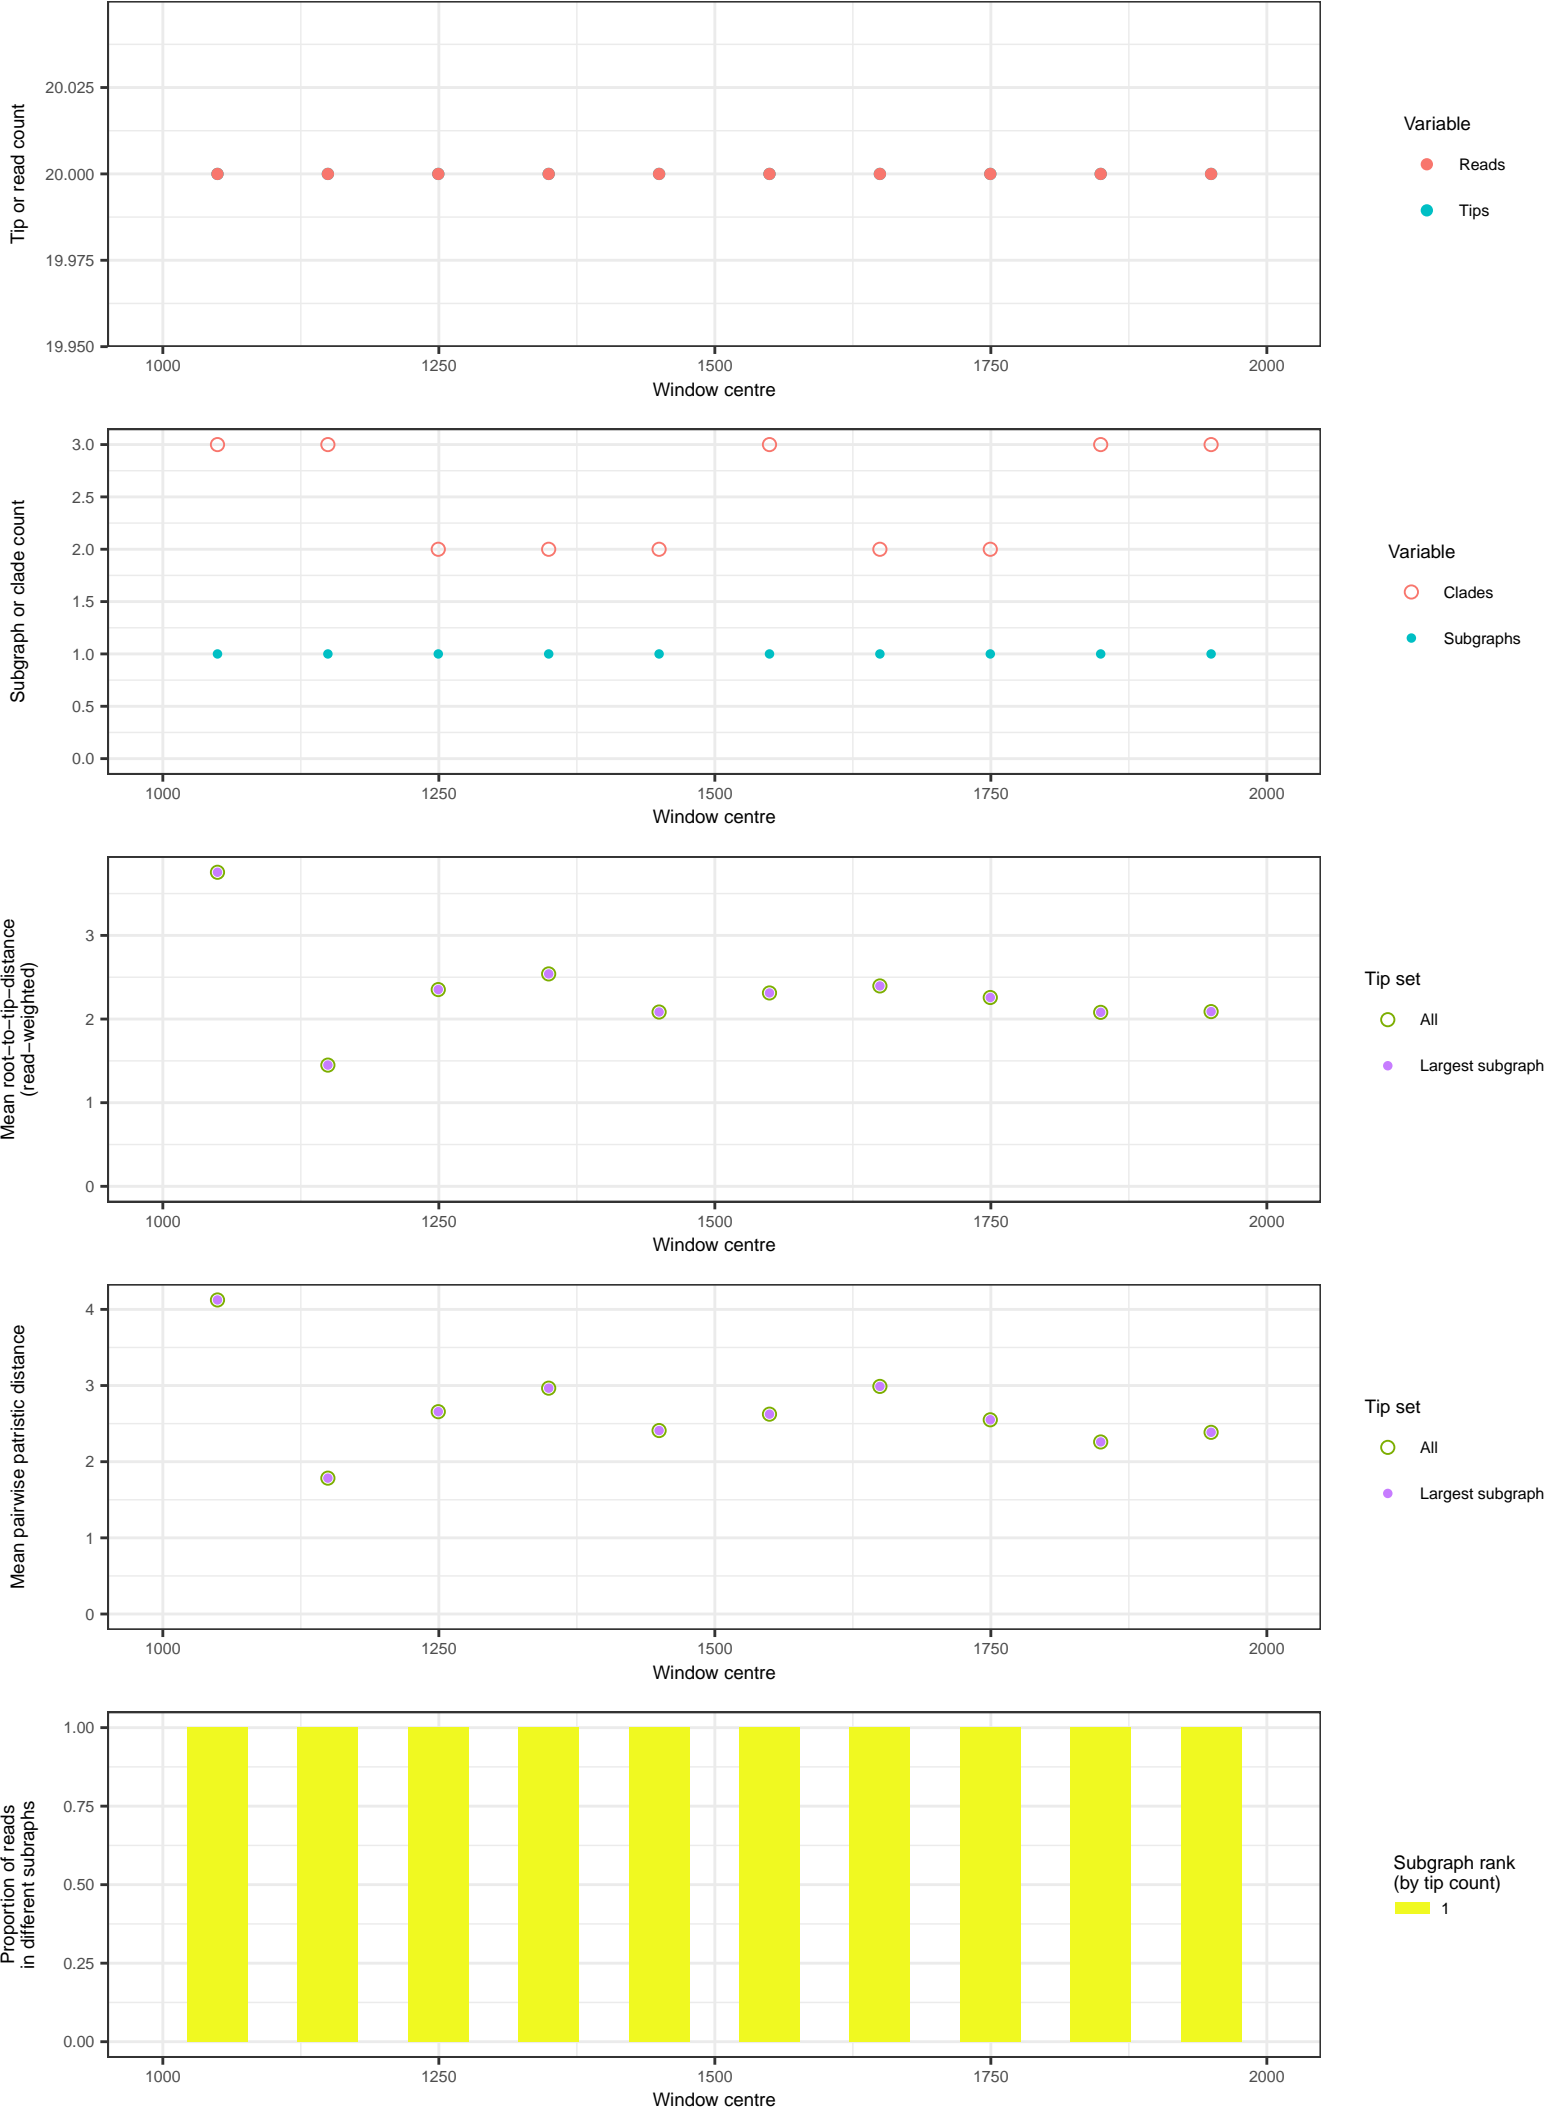 Tip or read count
20.025
20.000
19.975
19.950
1000 1250 1500 1750 2000
Window centre
Variable
Reads
Tips
Subgraph or clade count
3.0
2.5
2.0
1.5
1.0
0.5
0.0
1000 1250 1500 1750 2000
Window centre
Variable
Clades
Subgraphs
Mean root−to−tip−distance
(read−weighted)
3
2
1
0
1000 1250 1500 1750 2000
Window centre
Tip set
All
Largest subgraph
Mean pairwise patristic distance
4
3
2
1
0
1000 1250 1500 1750 2000
Window centre
Tip set
All
Largest subgraph
Proportion of reads
in different subraphs
1.00
0.75
0.50
0.25
0.00
1000 1250 1500 1750 2000
Window centre
Subgraph rank
(by tip count)
1